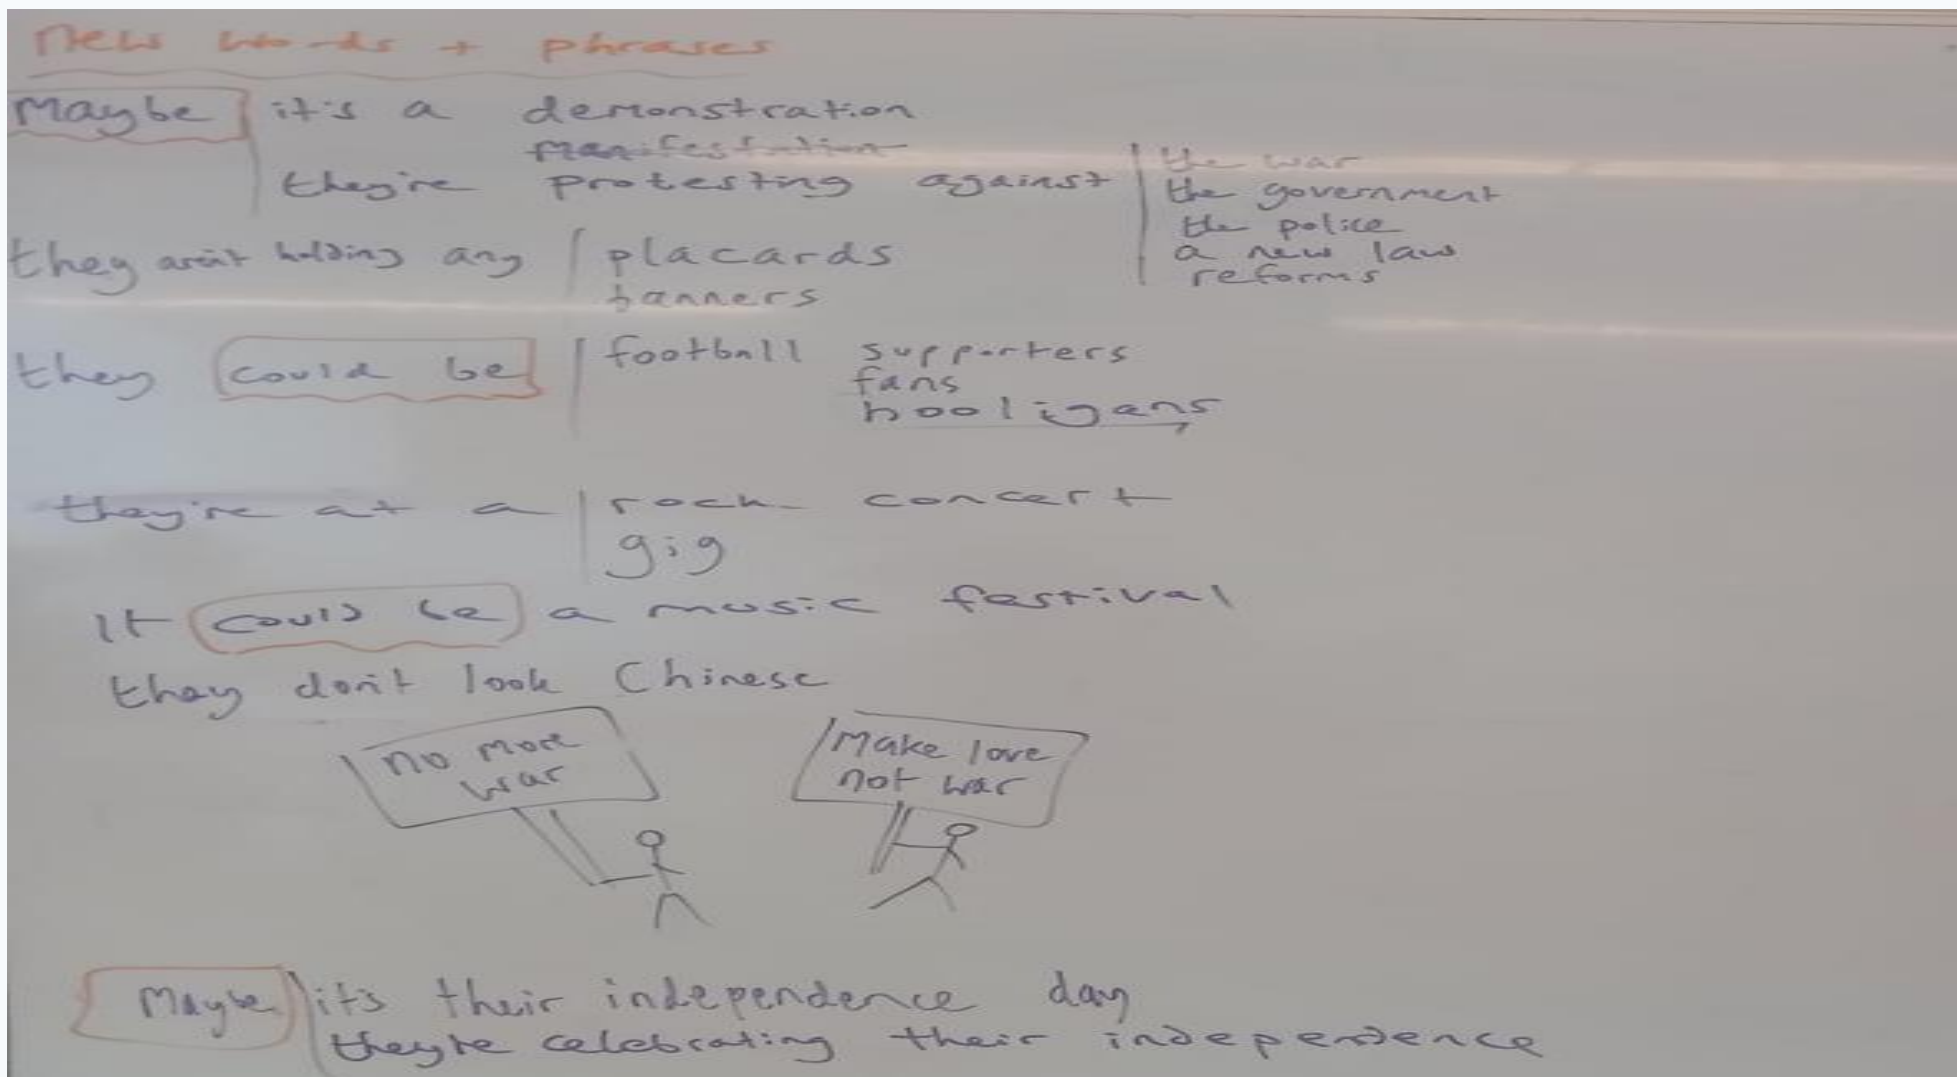 new words + phrases
Maybe it's a demonstration
manifestation
they're protesting against
the war
the government
the police
a new law
reforms
they aren't holding any placards
banners
they could be football supporters
fans
hooligans
they're at a rock concert
gig
It could be a music festival
they don't look Chinese
no more
war
Make love
not war
Maybe it's their independence day
they're celebrating their independence